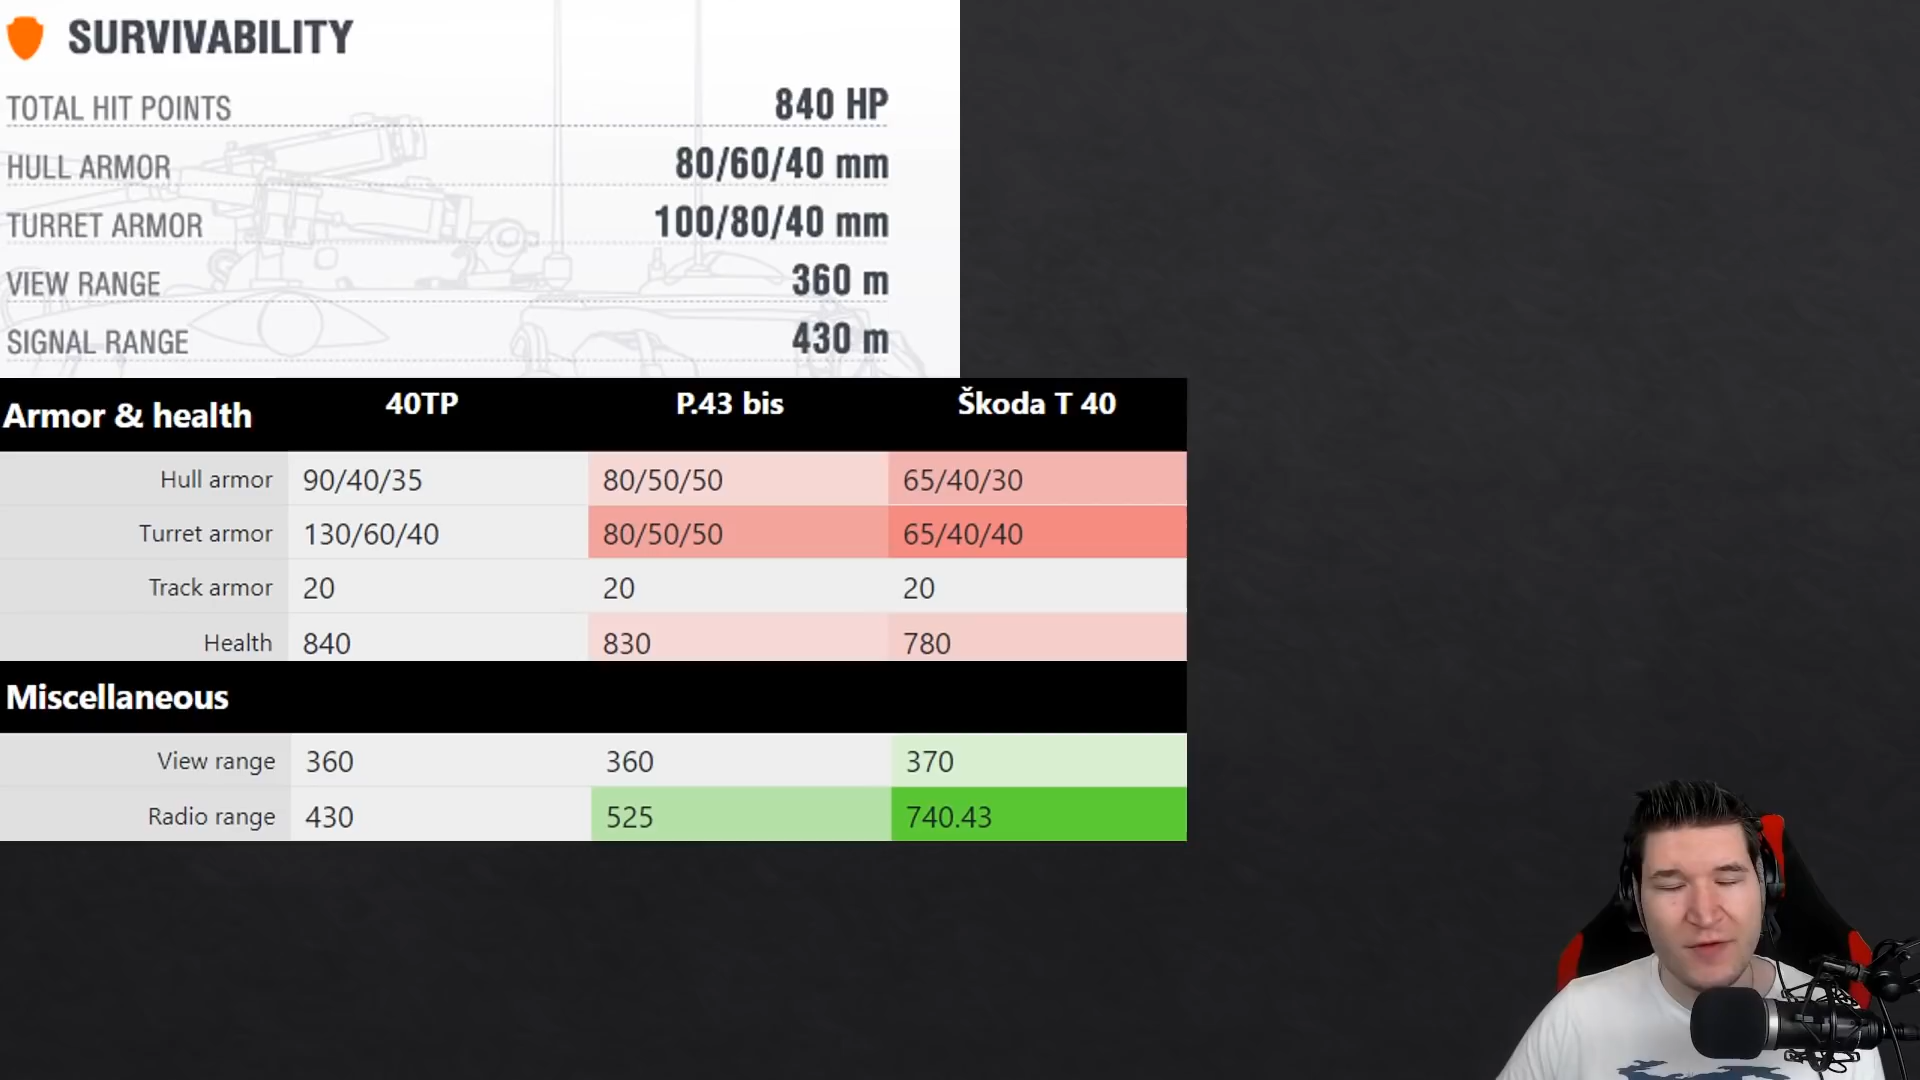 SURVIVABILITY
TOTAL HIT POINTS 840 HP
HULL ARMOR 80/60/40 mm
TURRET ARMOR 100/80/40 mm
VIEW RANGE 360 m
SIGNAL RANGE 430 m
Armor & health 40TP P.43 bis Škoda T 40
Hull armor 90/40/35 80/50/50 65/40/30
Turret armor 130/60/40 80/50/50 65/40/40
Track armor 20 20 20
Health 840 830 780
Miscellaneous
View range 360 360 370
Radio range 430 525 740.43